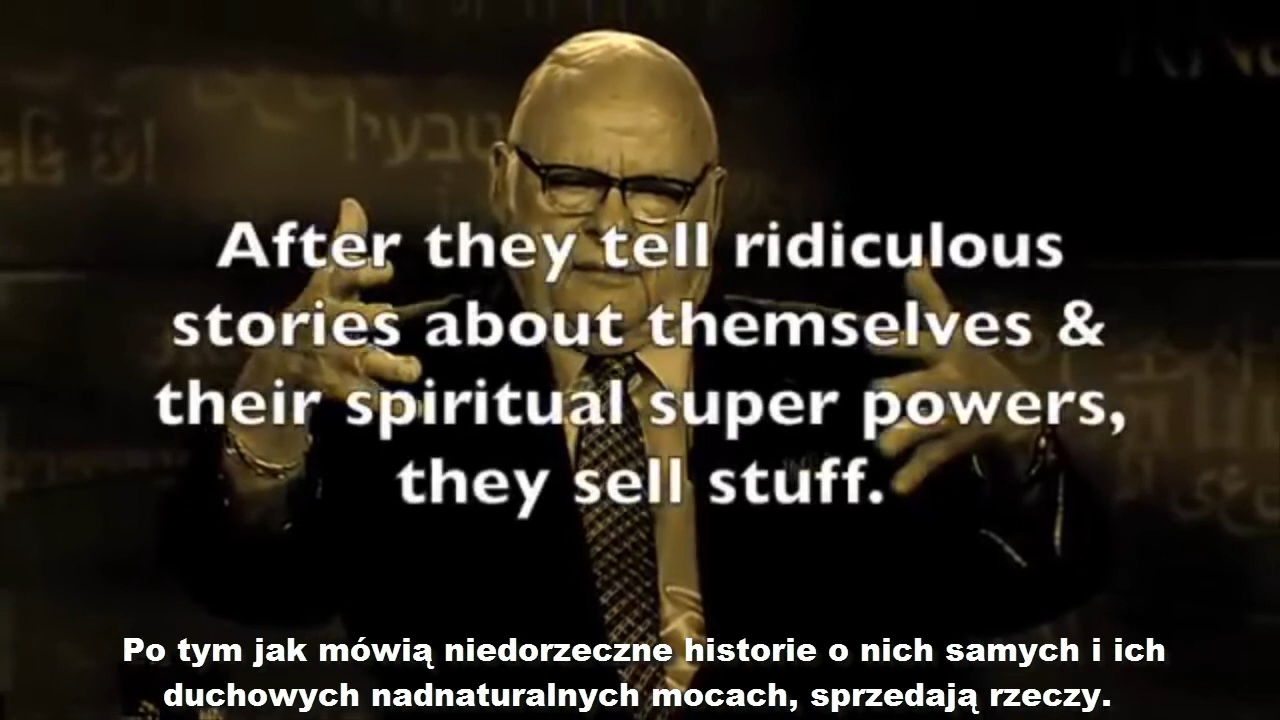 טבעי
After they tell ridiculous
stories about themselves &
their spiritual super powers,
they sell stuff.
Po tym jak mówią niedorzeczne historie o nich samych i ich
duchowych nadnaturalnych mocach, sprzedają rzeczy.